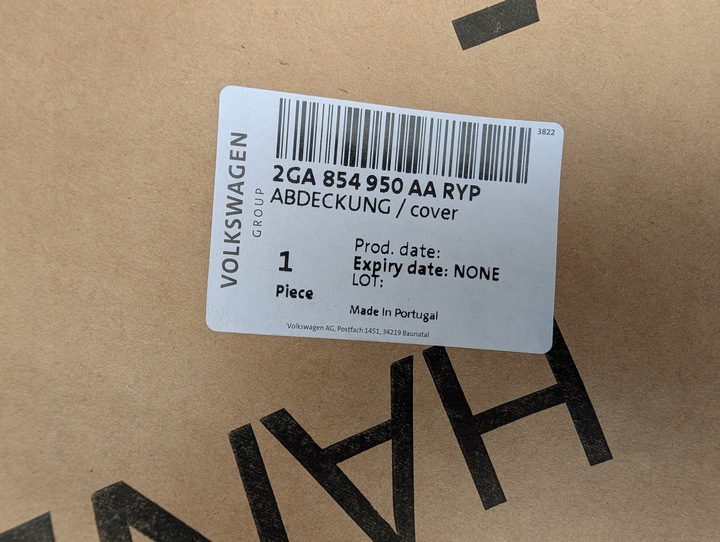 3822
VOLKSWAGEN
GROUP
2GA 854 950 AA RYP
ABDECKUNG / cover
1
Piece
Prod. date:
Expiry date: NONE
LOT:
Made In Portugal
Volkswagen AG, Postfach 1451, 34219 Baunatal